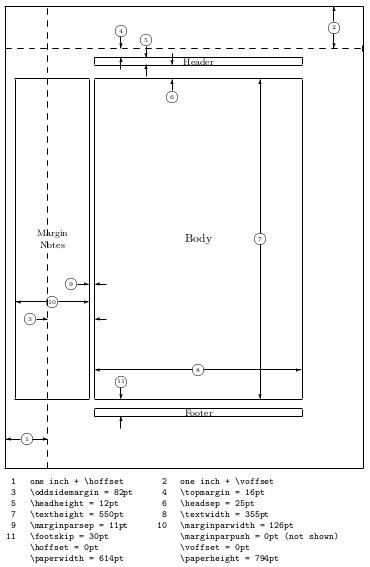 4
2
5
Header
6
Margin
Notes
Body
7
9
10
3
8
11
Footer
1
1 one inch + \hoffset 2 one inch + \voffset
3 \oddsidemargin = 82pt 4 \topmargin = 16pt
5 \headheight = 12pt 6 \headsep = 25pt
7 \textheight = 550pt 8 \textwidth = 355pt
9 \marginparsep = 11pt 10 \marginparwidth = 126pt
11 \footskip = 30pt \marginparpush = 0pt (not shown)
\hoffset = 0pt \voffset = 0pt
\paperwidth = 614pt \paperheight = 794pt